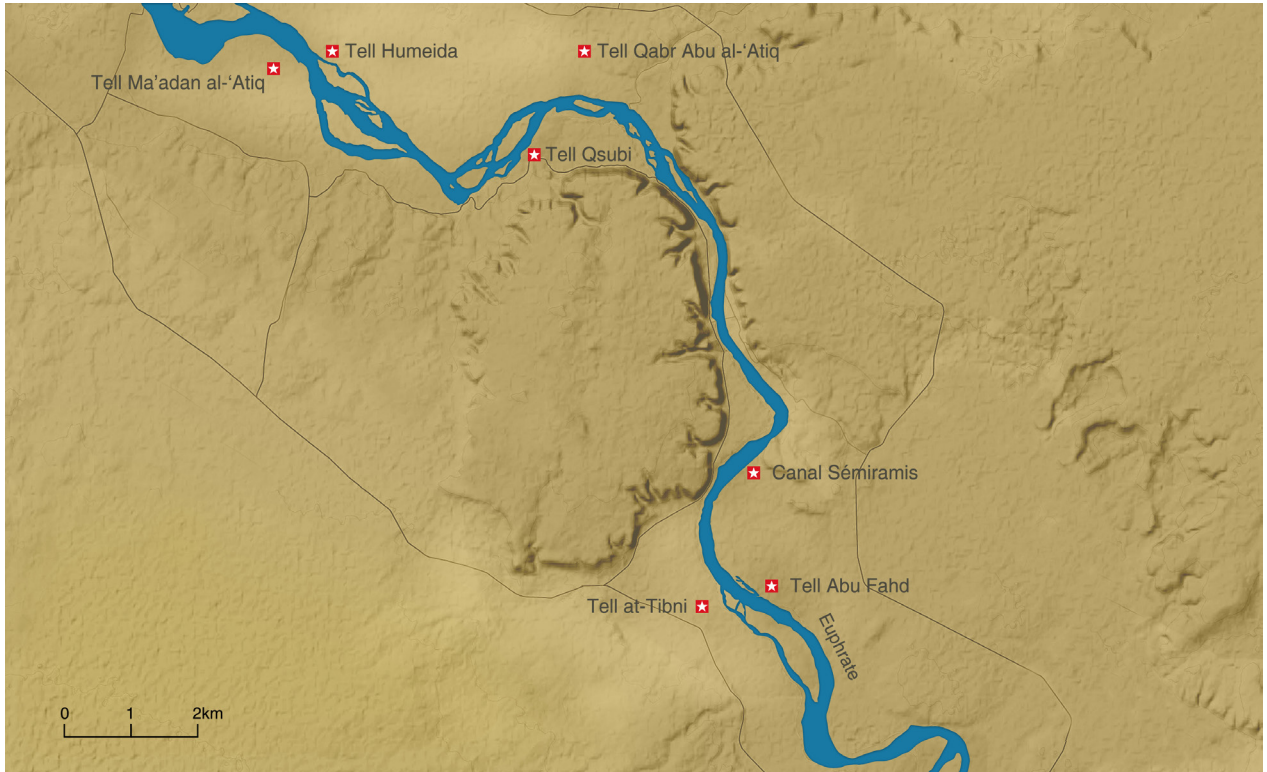 Tell Humeida
Tell Qabr Abu al-‘Atiq
Tell Ma’adan al-‘Atiq
Tell Qsubi
Canal Sémiramis
Tell Abu Fahd
Tell at-Tibni
Euphrate
0 1 2km